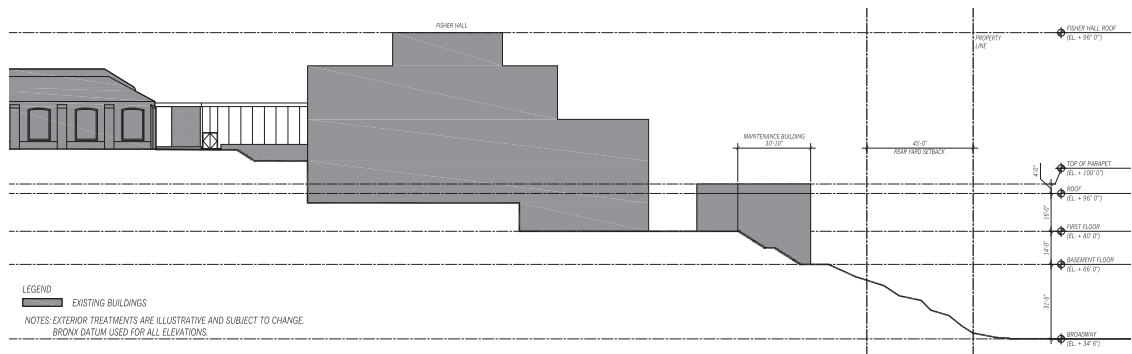 FISHER HALL
FISHER HALL ROOF
(EL. + 96' 0")
PROPERTY
LINE
MAINTENANCE BUILDING
30'-10"
45'-0"
REAR YARD SETBACK
4'-0"
TOP OF PARAPET
(EL. + 100' 0")
ROOF
(EL. + 96' 0")
16'-0"
FIRST FLOOR
(EL. + 80' 0")
14'-0"
BASEMENT FLOOR
(EL. + 66' 0")
31'-6"
BROADWAY
(EL. + 34' 6")
LEGEND
EXISTING BUILDINGS
NOTES: EXTERIOR TREATMENTS ARE ILLUSTRATIVE AND SUBJECT TO CHANGE.
BRONX DATUM USED FOR ALL ELEVATIONS.